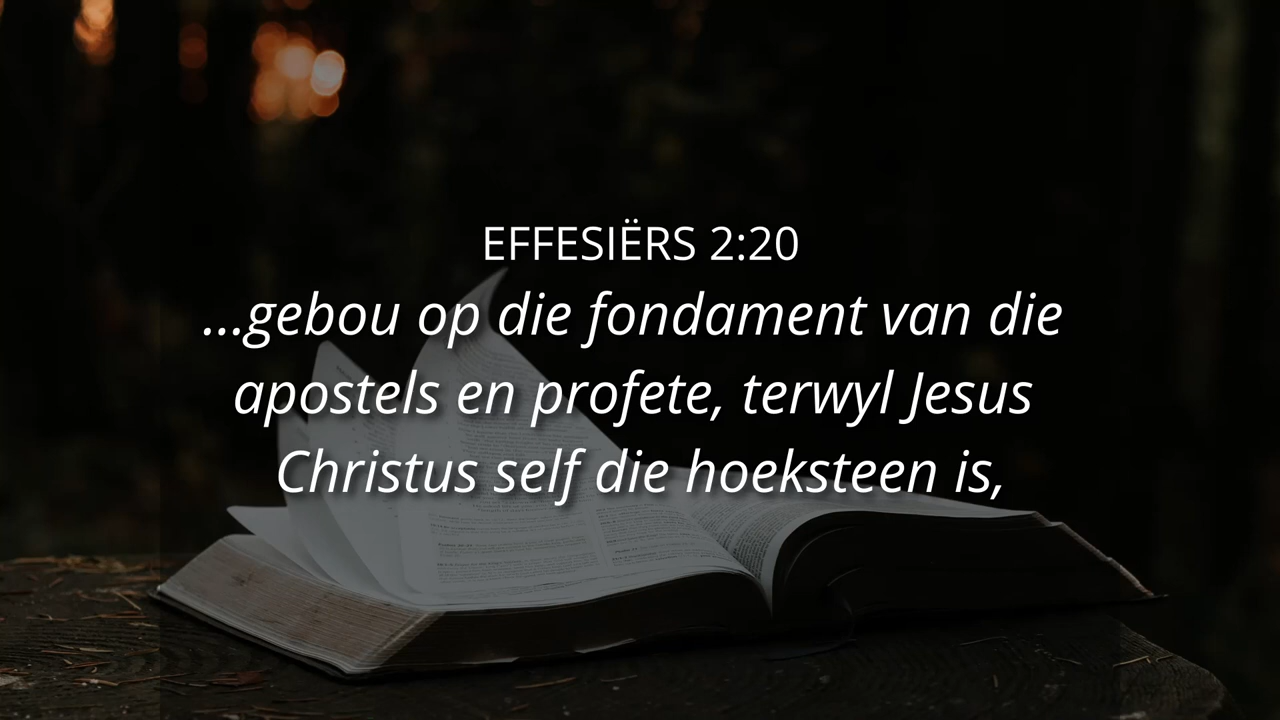 EFFESIËRS 2:20
...gebou op die fondament van die
apostels en profete, terwyl Jesus
Christus self die hoeksteen is,